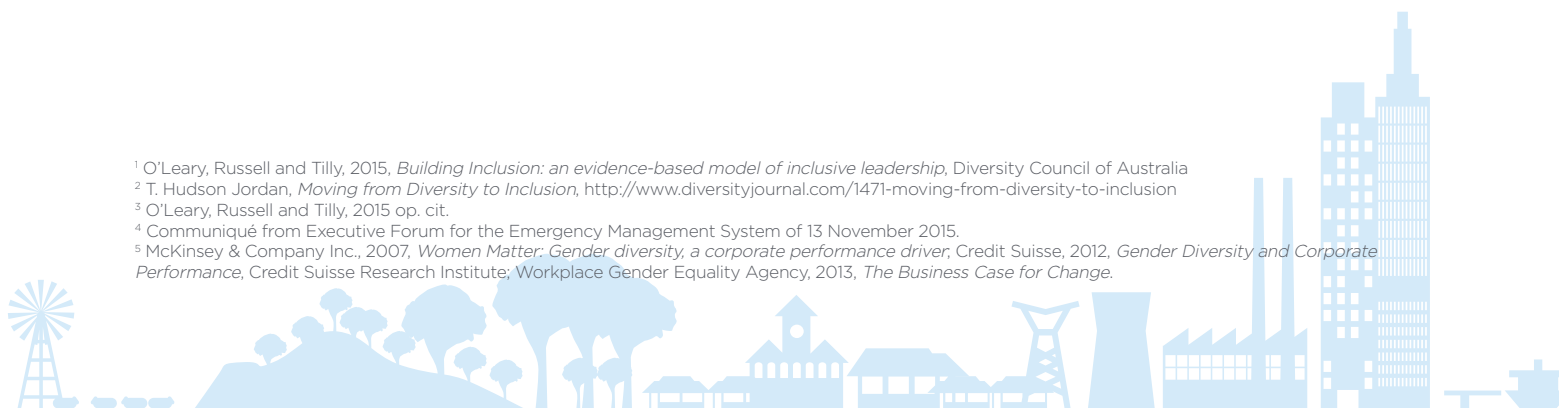 ¹ O'Leary, Russell and Tilly, 2015, Building Inclusion: an evidence-based model of inclusive leadership, Diversity Council of Australia
² T. Hudson Jordan, Moving from Diversity to Inclusion, http://www.diversityjournal.com/1471-moving-from-diversity-to-inclusion
³ O'Leary, Russell and Tilly, 2015 op. cit.
⁴ Communiqué from Executive Forum for the Emergency Management System of 13 November 2015.
⁵ McKinsey & Company Inc., 2007, Women Matter: Gender diversity, a corporate performance driver; Credit Suisse, 2012, Gender Diversity and Corporate
Performance, Credit Suisse Research Institute; Workplace Gender Equality Agency, 2013, The Business Case for Change.